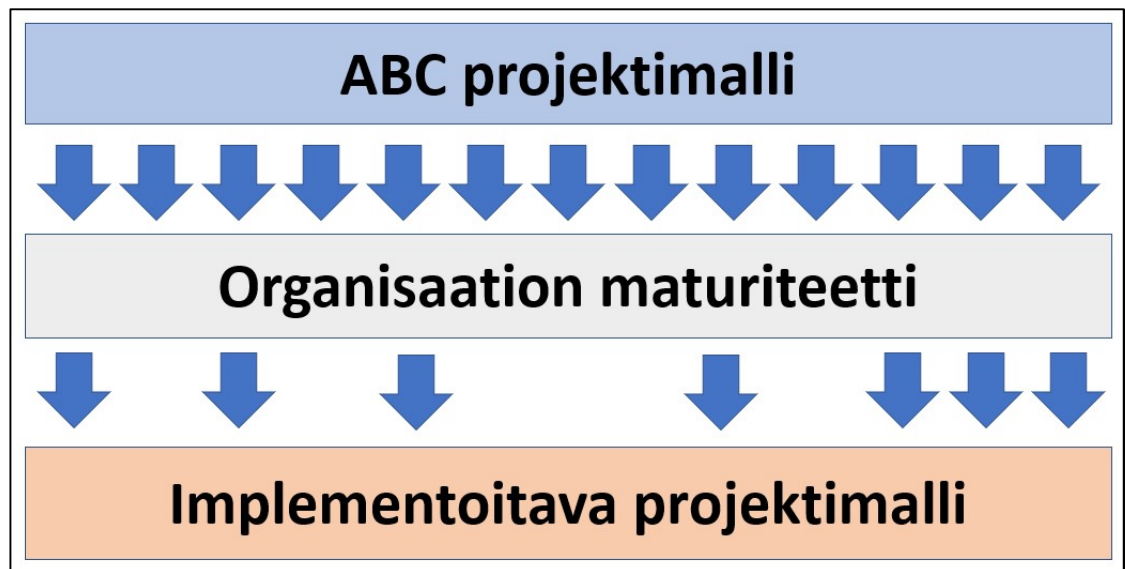 ABC projektimalli
Organisaation maturiteetti
Implementoitava projektimalli